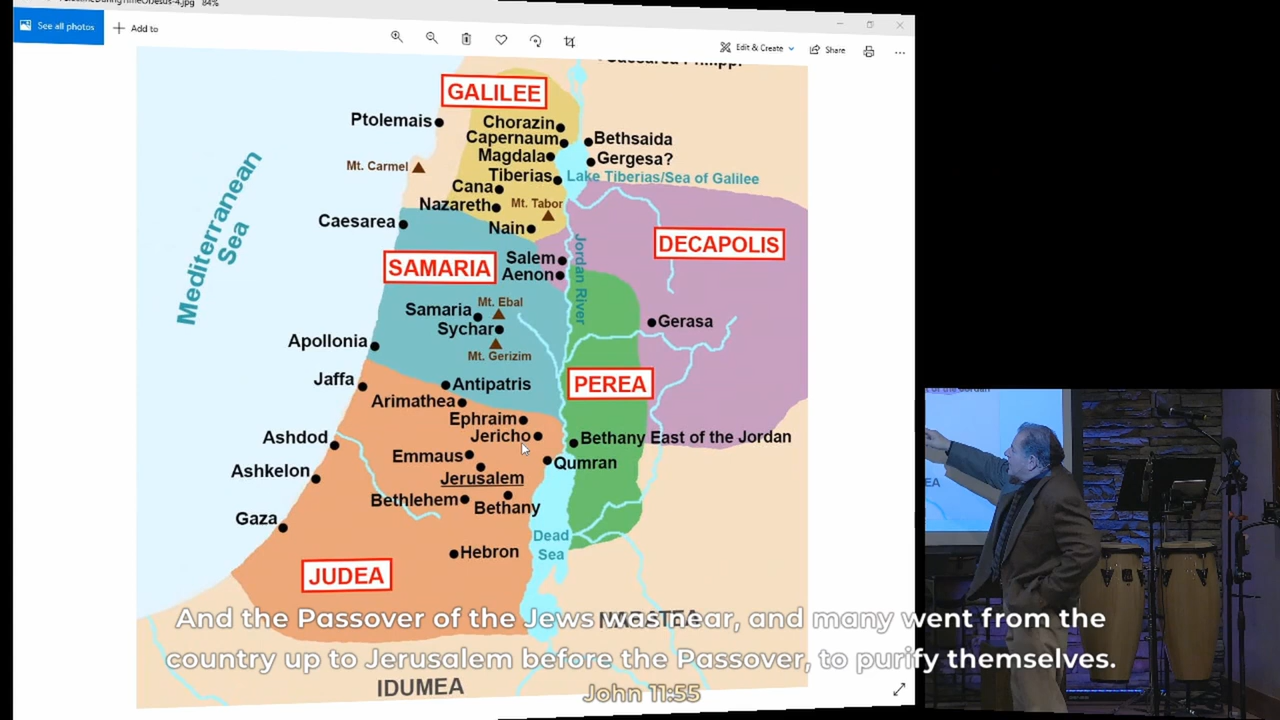 84%
See all photos
Add to
Edit & Create
Share
GALILEE
Ptolemais
Chorazin
Capernaum
Bethsaida
Magdala
Gergesa?
Mt. Carmel
Tiberias
Lake Tiberias/Sea of Galilee
Cana
Nazareth
Mt. Tabor
Caesarea
Nain
Mediterranean
Sea
Jordan River
DECAPOLIS
SAMARIA
Salem
Aenon
Samaria
Mt. Ebal
Sychar
Gerasa
Apollonia
Mt. Gerizim
Jaffa
Antipatris
PEREA
Arimathea
Ephraim
Jericho
Ashdod
Bethany East of the Jordan
Emmaus
Qumran
Ashkelon
Jerusalem
Bethlehem
Bethany
Gaza
Dead
Sea
Hebron
JUDEA
And the Passover of the Jews was near, and many went from the
country up to Jerusalem before the Passover, to purify themselves.
IDUMEA
John 11:55